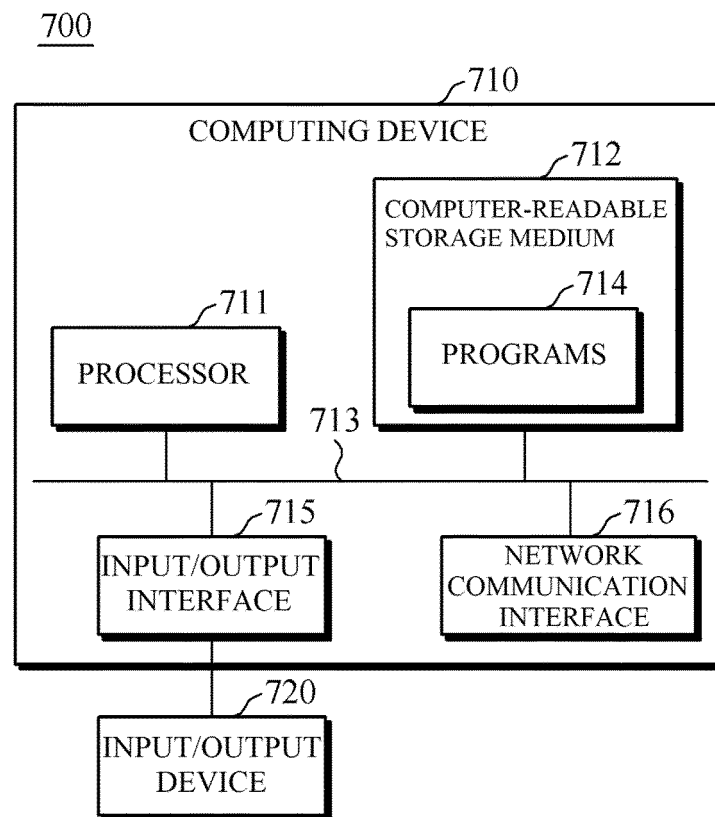 700
710
COMPUTING DEVICE
712
COMPUTER-READABLE
STORAGE MEDIUM
714
PROGRAMS
711
PROCESSOR
713
715
INPUT/OUTPUT
INTERFACE
716
NETWORK
COMMUNICATION
INTERFACE
720
INPUT/OUTPUT
DEVICE